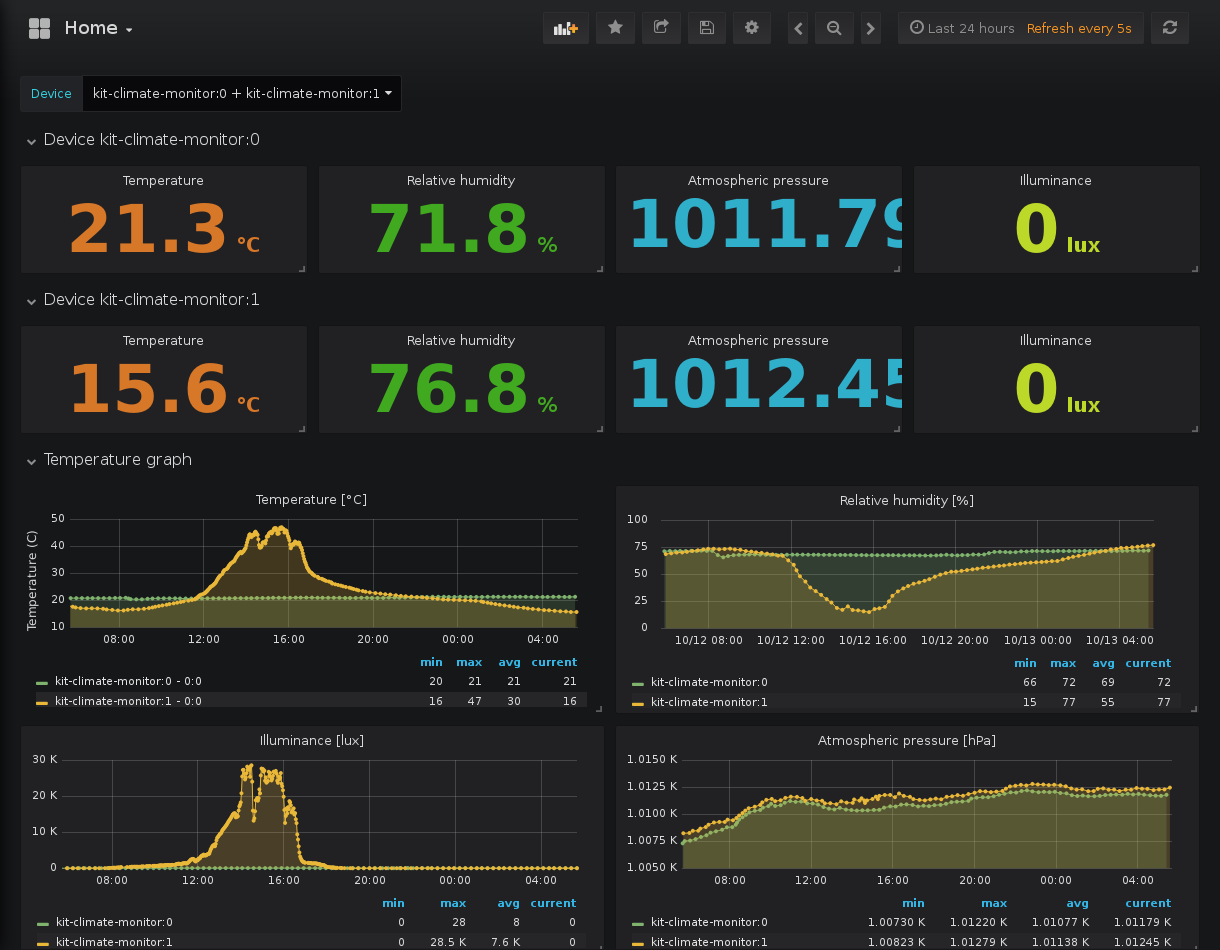 Home
Last 24 hours Refresh every 5s
Device kit-climate-monitor:0 + kit-climate-monitor:1
Device kit-climate-monitor:0
Temperature Relative humidity Atmospheric pressure Illuminance
21.3 °C 71.8 % 1011.79 0 lux
Device kit-climate-monitor:1
Temperature Relative humidity Atmospheric pressure Illuminance
15.6 °C 76.8 % 1012.45 0 lux
Temperature graph
Temperature [°C]
Temperature (C)
50
40
30
20
10
08:00 12:00 16:00 20:00 00:00 04:00
min max avg current
kit-climate-monitor:0 - 0:0 20 21 21 21
kit-climate-monitor:1 - 0:0 16 47 30 16
Relative humidity [%]
100
75
50
25
0
10/12 08:00 10/12 12:00 10/12 16:00 10/12 20:00 10/13 00:00 10/13 04:00
min max avg current
kit-climate-monitor:0 66 72 69 72
kit-climate-monitor:1 15 77 55 77
Illuminance [lux]
30 K
20 K
10 K
0
08:00 12:00 16:00 20:00 00:00 04:00
min max avg current
kit-climate-monitor:0 0 28 8 0
kit-climate-monitor:1 0 28.5 K 7.6 K 0
Atmospheric pressure [hPa]
1.0150 K
1.0125 K
1.0100 K
1.0075 K
1.0050 K
08:00 12:00 16:00 20:00 00:00 04:00
min max avg current
kit-climate-monitor:0 1.00730 K 1.01220 K 1.01077 K 1.01179 K
kit-climate-monitor:1 1.00823 K 1.01279 K 1.01138 K 1.01245 K